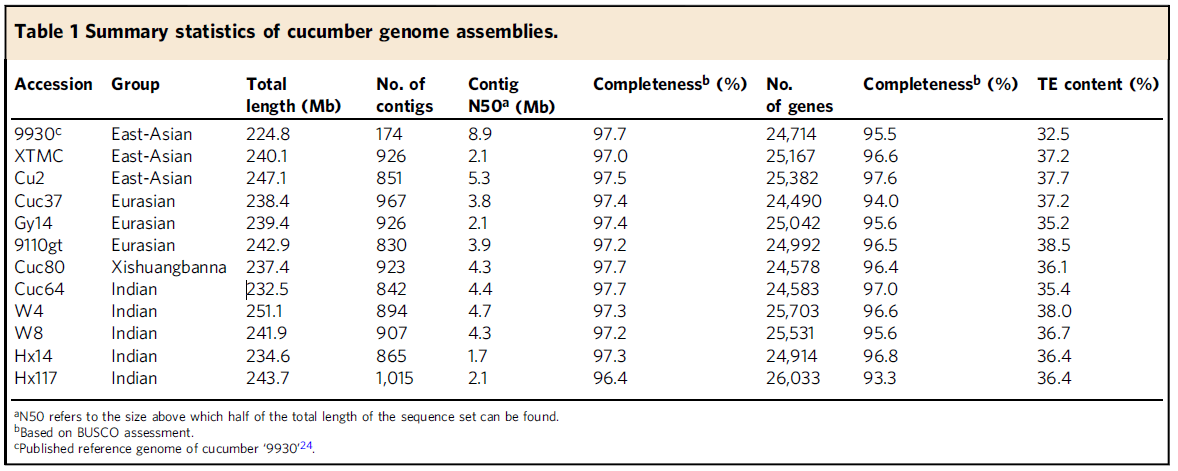 Table 1 Summary statistics of cucumber genome assemblies.
Accession Group Total length (Mb) No. of contigs Contig N50ᵃ (Mb) Completenessᵇ (%) No. of genes Completenessᵇ (%) TE content (%)
9930ᶜ East-Asian 224.8 174 8.9 97.7 24,714 95.5 32.5
XTMC East-Asian 240.1 926 2.1 97.0 25,167 96.6 37.2
Cu2 East-Asian 247.1 851 5.3 97.5 25,382 97.6 37.7
Cuc37 Eurasian 238.4 967 3.8 97.4 24,490 94.0 37.2
Gy14 Eurasian 239.4 926 2.1 97.4 25,042 95.6 35.2
9110gt Eurasian 242.9 830 3.9 97.2 24,992 96.5 38.5
Cuc80 Xishuangbanna 237.4 923 4.3 97.7 24,578 96.4 36.1
Cuc64 Indian 232.5 842 4.4 97.7 24,583 97.0 35.4
W4 Indian 251.1 894 4.7 97.3 25,703 96.6 38.0
W8 Indian 241.9 907 4.3 97.2 25,531 95.6 36.7
Hx14 Indian 234.6 865 1.7 97.3 24,914 96.8 36.4
Hx117 Indian 243.7 1,015 2.1 96.4 26,033 93.3 36.4
ᵃN50 refers to the size above which half of the total length of the sequence set can be found.
ᵇBased on BUSCO assessment.
ᶜPublished reference genome of cucumber ‘9930’²⁴.